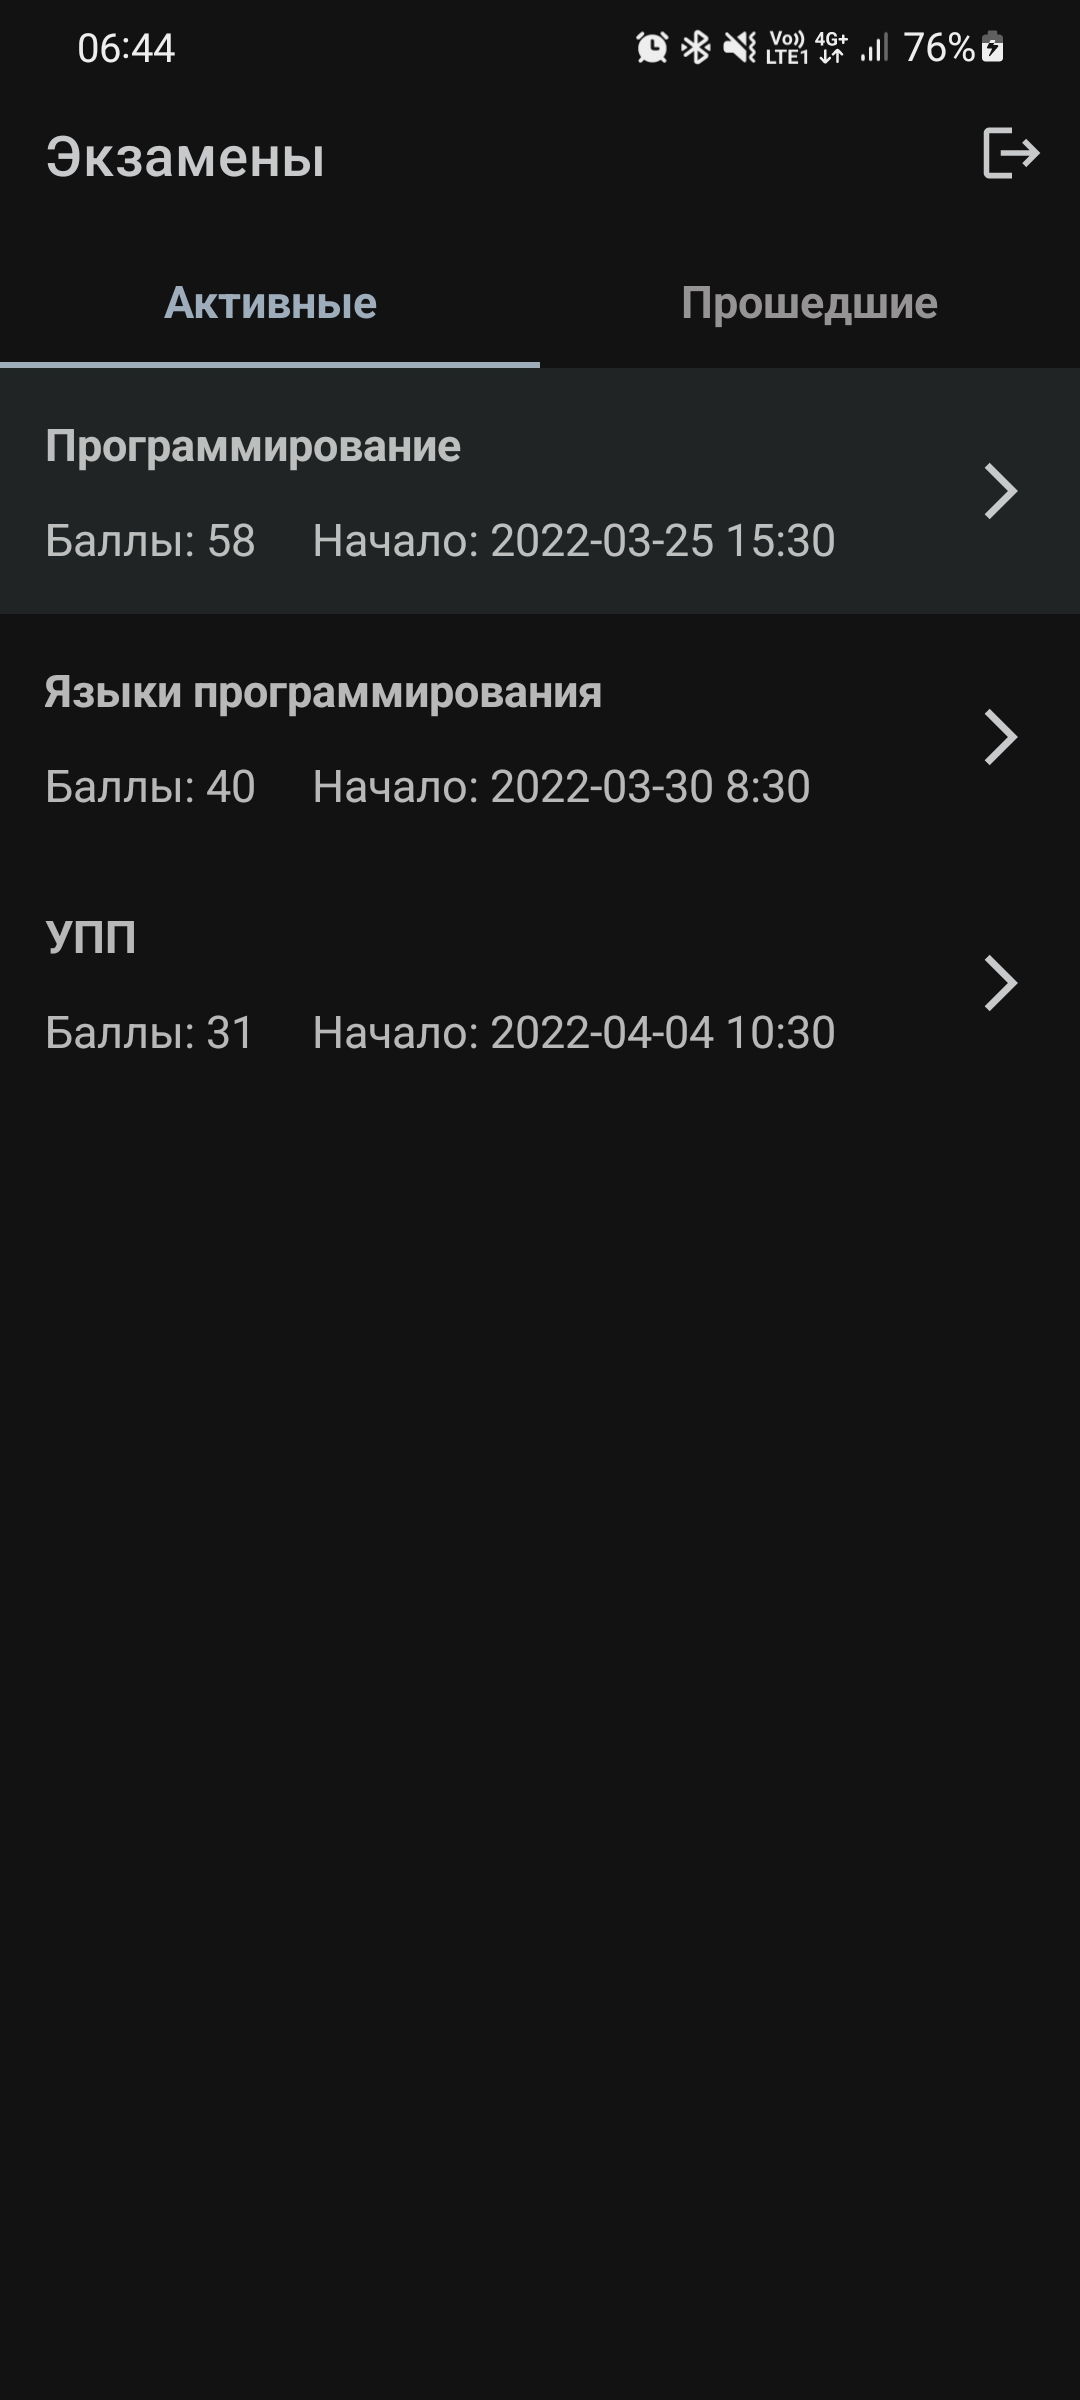 06:44 Vo)) LTE1 4G+ 76%
Экзамены
Активные Прошедшие
Программирование
Баллы: 58 Начало: 2022-03-25 15:30
Языки программирования
Баллы: 40 Начало: 2022-03-30 8:30
УПП
Баллы: 31 Начало: 2022-04-04 10:30